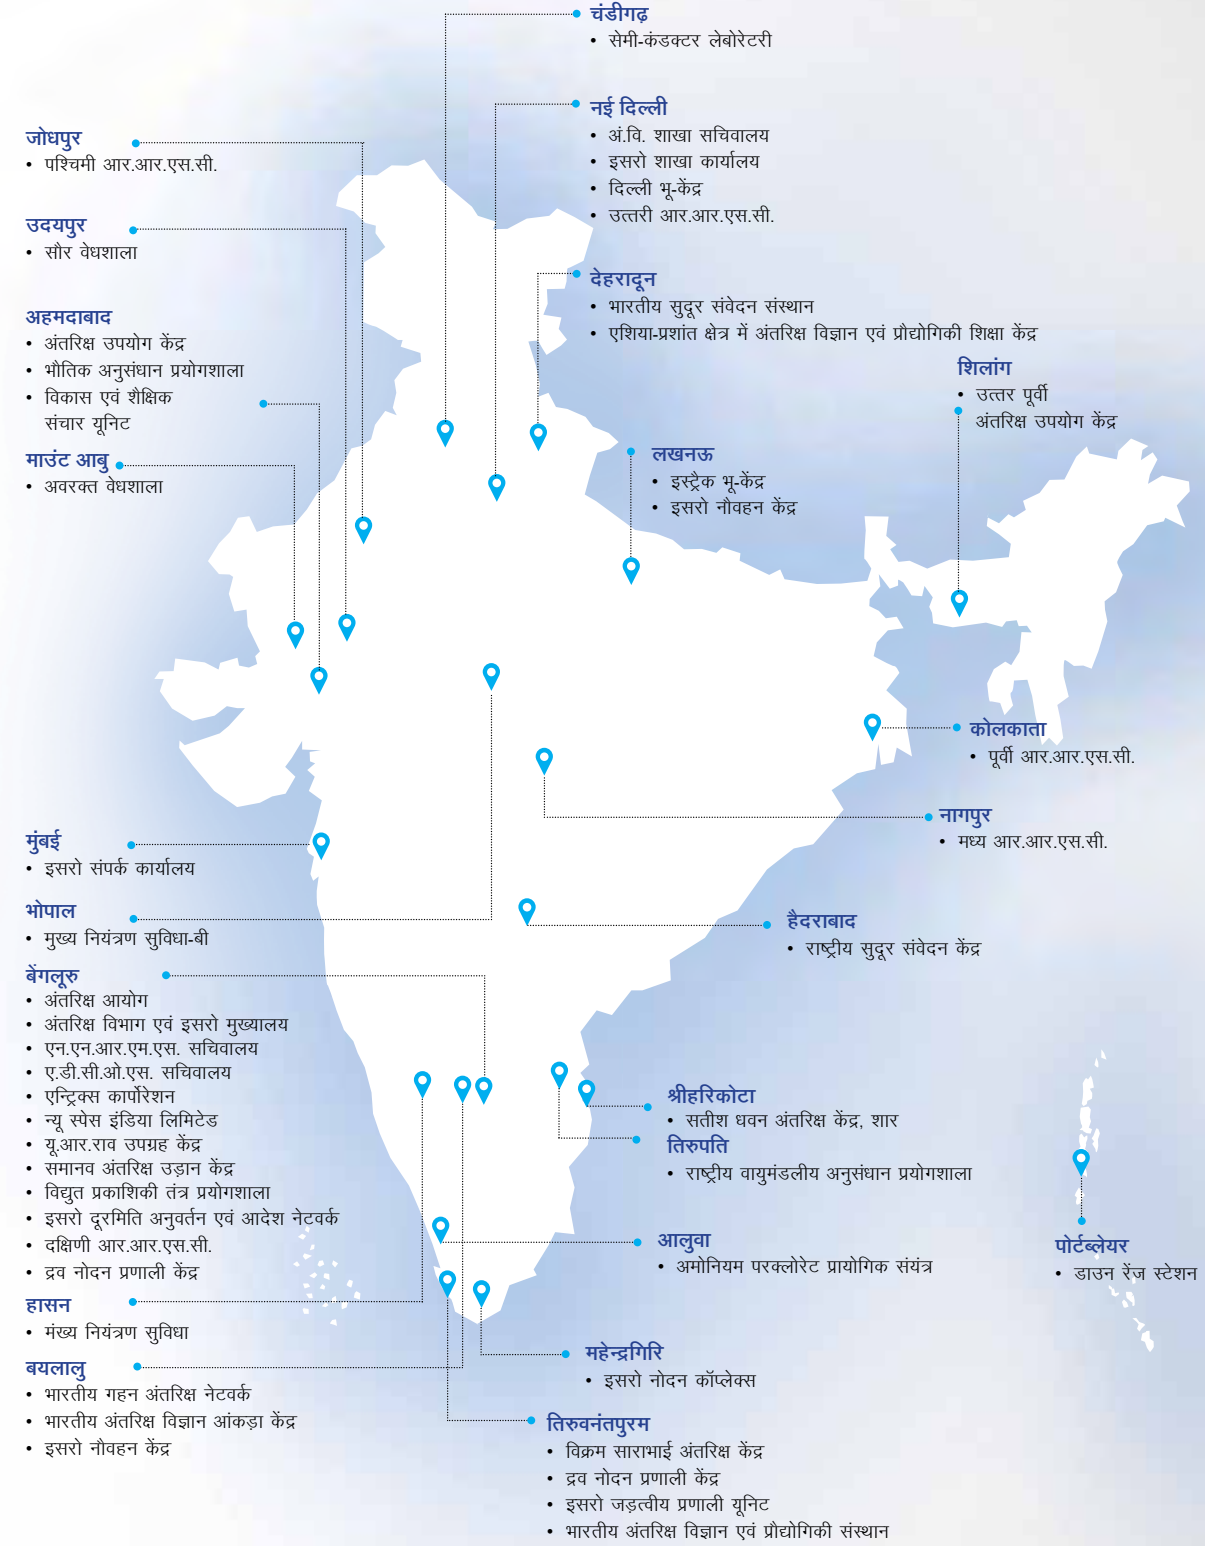 चंडीगढ़
• सेमी-कंडक्टर लेबोरेटरी
नई दिल्ली
• अं.वि. शाखा सचिवालय
• इसरो शाखा कार्यालय
• दिल्ली भू-केंद्र
• उत्तरी आर.आर.एस.सी.
जोधपुर
• पश्चिमी आर.आर.एस.सी.
उदयपुर
• सौर वेधशाला
देहरादून
• भारतीय सुदूर संवेदन संस्थान
• एशिया-प्रशांत क्षेत्र में अंतरिक्ष विज्ञान एवं प्रौद्योगिकी शिक्षा केंद्र
अहमदाबाद
• अंतरिक्ष उपयोग केंद्र
• भौतिक अनुसंधान प्रयोगशाला
• विकास एवं शैक्षिक
संचार यूनिट
शिलांग
• उत्तर पूर्वी
अंतरिक्ष उपयोग केंद्र
माउंट आबु
• अवरक्त वेधशाला
लखनऊ
• इस्ट्रैक भू-केंद्र
• इसरो नौवहन केंद्र
कोलकाता
• पूर्वी आर.आर.एस.सी.
नागपुर
• मध्य आर.आर.एस.सी.
मुंबई
• इसरो संपर्क कार्यालय
भोपाल
• मुख्य नियंत्रण सुविधा-बी
हैदराबाद
• राष्ट्रीय सुदूर संवेदन केंद्र
बेंगलूरु
• अंतरिक्ष आयोग
• अंतरिक्ष विभाग एवं इसरो मुख्यालय
• एन.एन.आर.एम.एस. सचिवालय
• ए.डी.सी.ओ.एस. सचिवालय
• एन्ट्रिक्स कार्पोरेशन
• न्यू स्पेस इंडिया लिमिटेड
• यू.आर.राव उपग्रह केंद्र
• समानव अंतरिक्ष उड़ान केंद्र
• विद्युत प्रकाशिकी तंत्र प्रयोगशाला
• इसरो दूरमिति अनुवर्तन एवं आदेश नेटवर्क
• दक्षिणी आर.आर.एस.सी.
• द्रव नोदन प्रणाली केंद्र
श्रीहरिकोटा
• सतीश धवन अंतरिक्ष केंद्र, शार
तिरुपति
• राष्ट्रीय वायुमंडलीय अनुसंधान प्रयोगशाला
आलुवा
• अमोनियम परक्लोरेट प्रायोगिक संयंत्र
पोर्टब्लेयर
• डाउन रेंज स्टेशन
हासन
• मंख्य नियंत्रण सुविधा
बयलालु
• भारतीय गहन अंतरिक्ष नेटवर्क
• भारतीय अंतरिक्ष विज्ञान आंकड़ा केंद्र
• इसरो नौवहन केंद्र
महेन्द्रगिरि
• इसरो नोदन कॉप्लेक्स
तिरुवनंतपुरम
• विक्रम साराभाई अंतरिक्ष केंद्र
• द्रव नोदन प्रणाली केंद्र
• इसरो जड़त्वीय प्रणाली यूनिट
• भारतीय अंतरिक्ष विज्ञान एवं प्रौद्योगिकी संस्थान